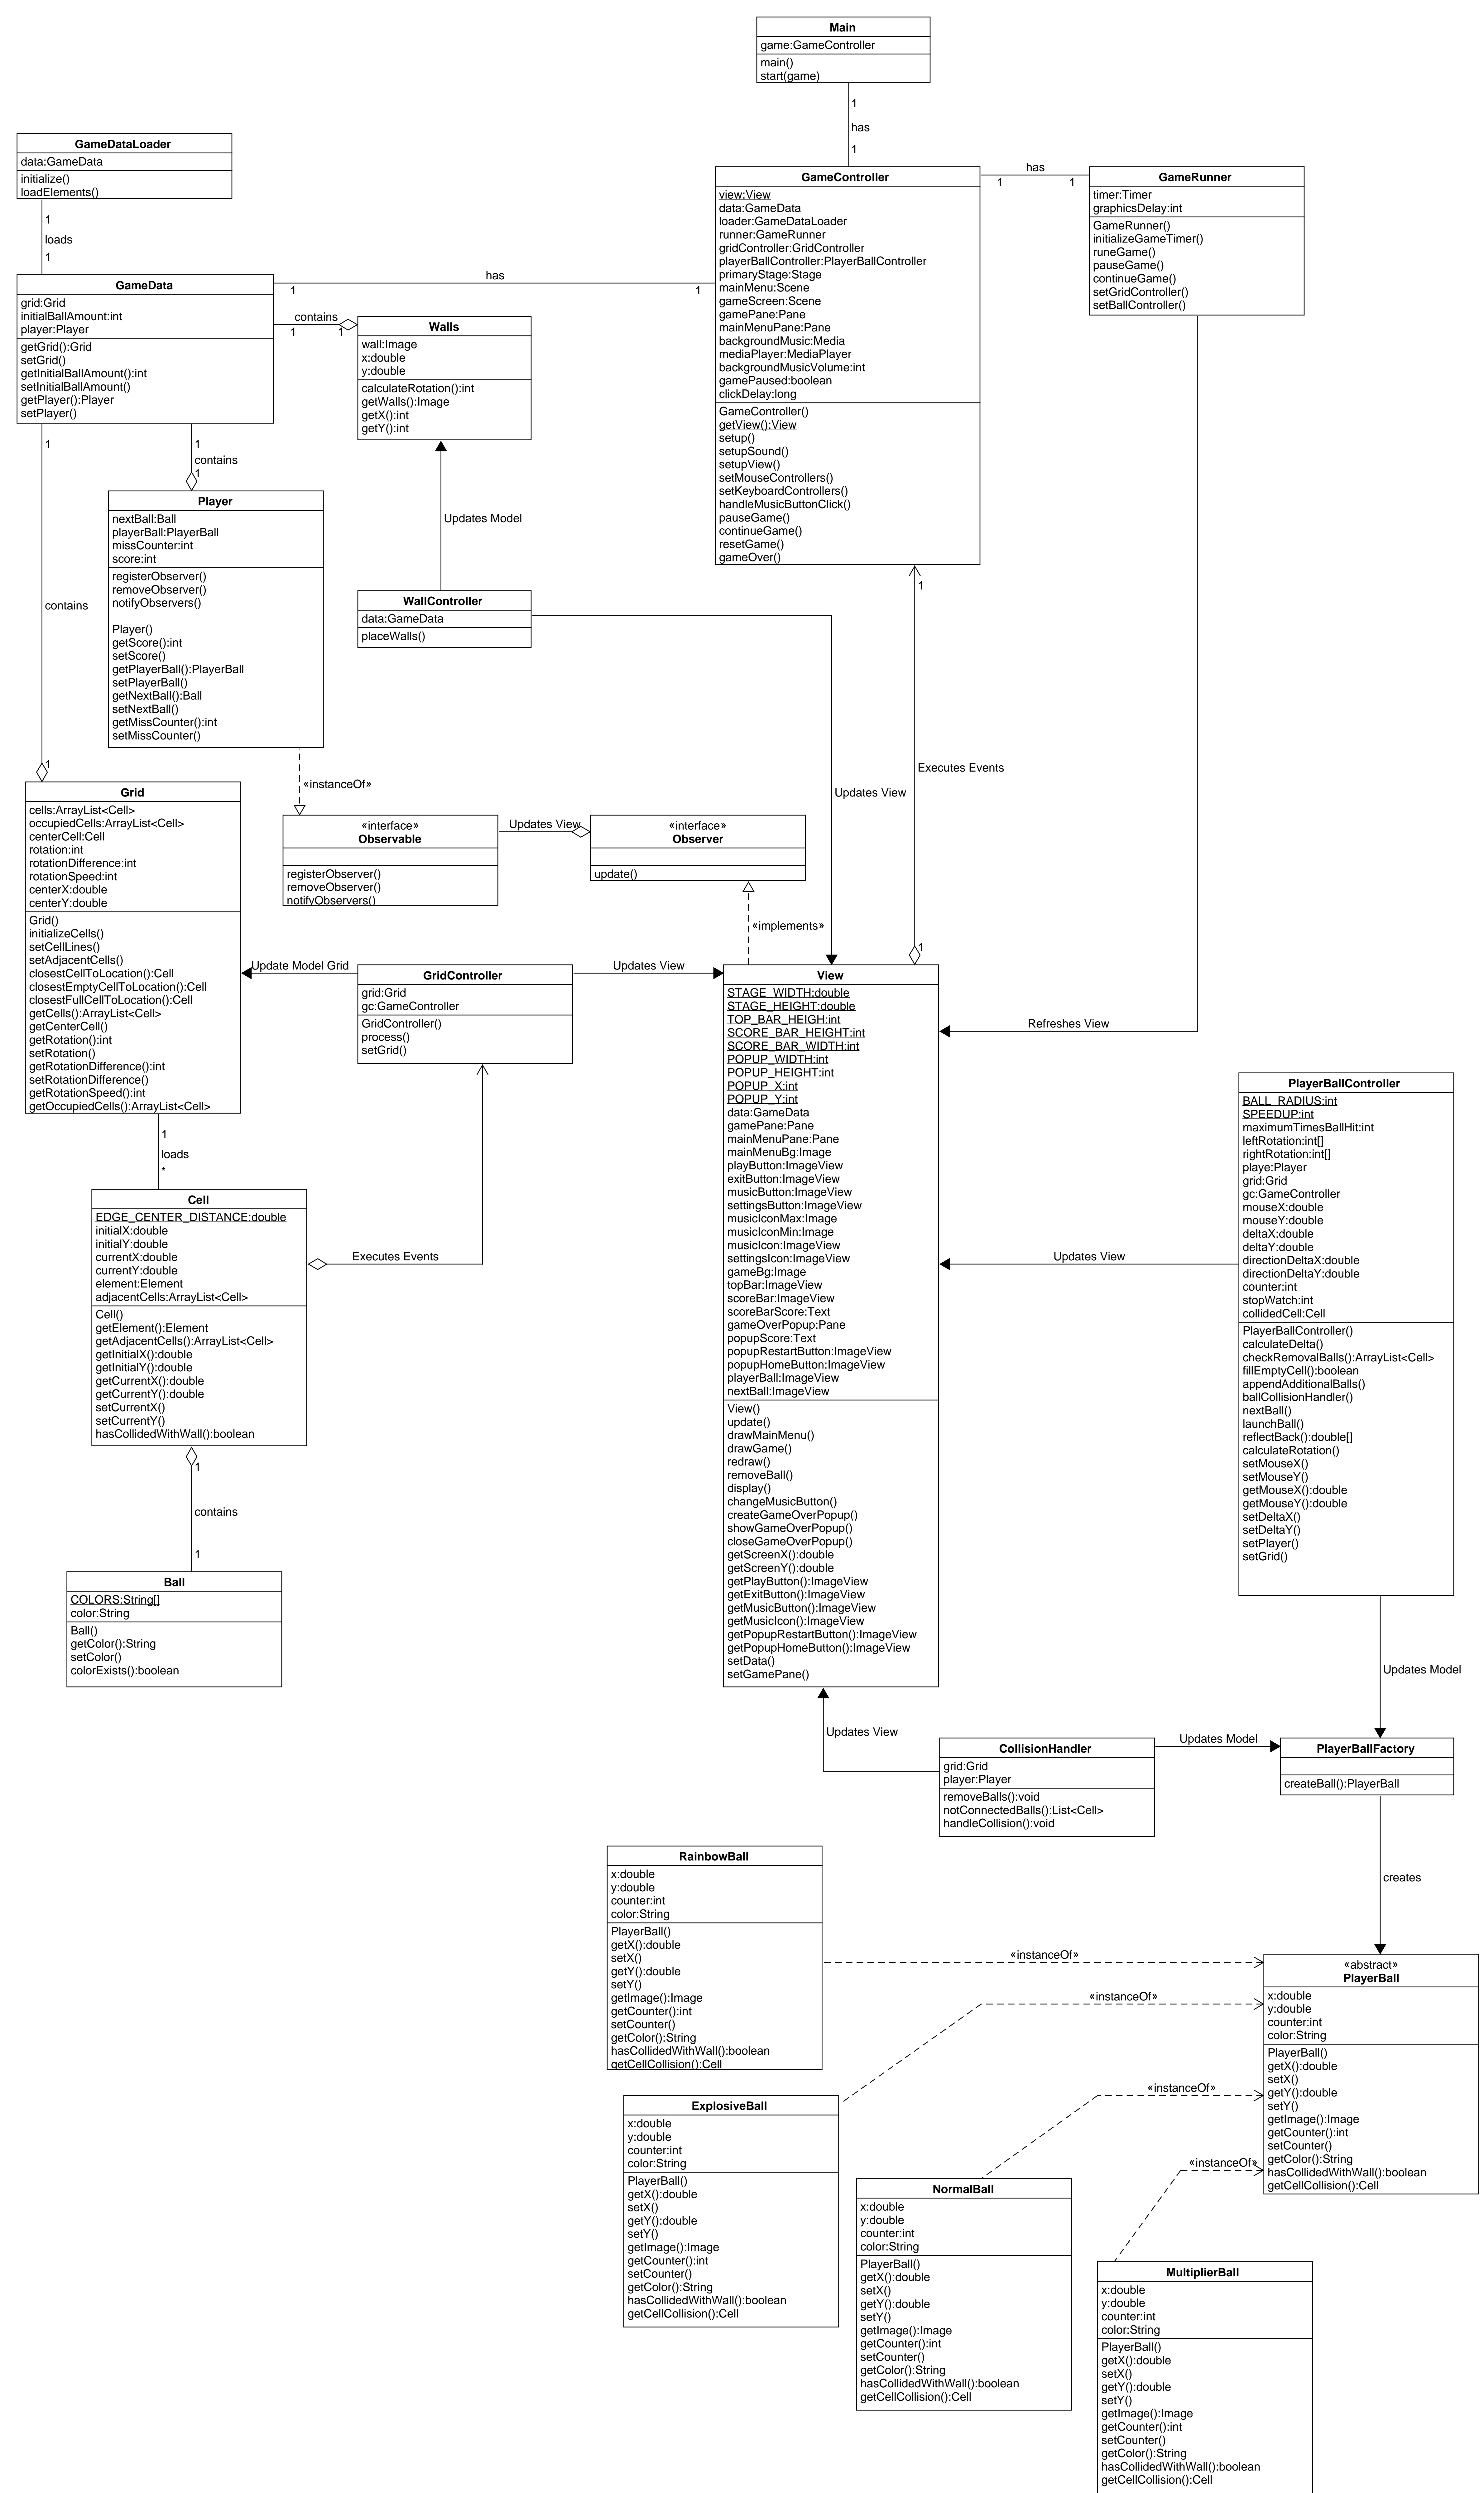 Main
game:GameController
main()
start(game)
1
has
1
GameDataLoader
data:GameData
initialize()
loadElements()
1
loads
1
GameController
view:View
data:GameData
loader:GameDataLoader
runner:GameRunner
gridController:GridController
playerBallController:PlayerBallController
primaryStage:Stage
mainMenu:Scene
gameScreen:Scene
gamePane:Pane
mainMenuPane:Pane
backgroundMusic:Media
mediaPlayer:MediaPlayer
backgroundMusicVolume:int
gamePaused:boolean
clickDelay:long
GameController()
getView():View
setup()
setupSound()
setupView()
setMouseControllers()
setKeyboardControllers()
handleMusicButtonClick()
pauseGame()
continueGame()
resetGame()
gameOver()
has
1
1
GameRunner
timer:Timer
graphicsDelay:int
GameRunner()
initializeGameTimer()
runeGame()
pauseGame()
continueGame()
setGridController()
setBallController()
GameData
grid:Grid
initialBallAmount:int
player:Player
getGrid():Grid
setGrid()
getInitialBallAmount():int
setInitialBallAmount()
getPlayer():Player
setPlayer()
has
1
1
contains
1
1
Walls
wall:Image
x:double
y:double
calculateRotation():int
getWalls():Image
getX():int
getY():int
1
contains
1
1
contains
1
Player
nextBall:Ball
playerBall:PlayerBall
missCounter:int
score:int
registerObserver()
removeObserver()
notifyObservers()
Player()
getScore():int
setScore()
getPlayerBall():PlayerBall
setPlayerBall()
getNextBall():Ball
setNextBall()
getMissCounter():int
setMissCounter()
Updates Model
WallController
data:GameData
placeWalls()
Updates View
1
Executes Events
1
«instanceOf»
Grid
cells:ArrayList<Cell>
occupiedCells:ArrayList<Cell>
centerCell:Cell
rotation:int
rotationDifference:int
rotationSpeed:int
centerX:double
centerY:double
Grid()
initializeCells()
setCellLines()
setAdjacentCells()
closestCellToLocation():Cell
closestEmptyCellToLocation():Cell
closestFullCellToLocation():Cell
getCells():ArrayList<Cell>
getCenterCell()
getRotation():int
setRotation()
getRotationDifference():int
setRotationDifference()
getRotationSpeed():int
getOccupiedCells():ArrayList<Cell>
«interface»
Observable
registerObserver()
removeObserver()
notifyObservers()
Updates View
«interface»
Observer
update()
«implements»
Update Model Grid
GridController
grid:Grid
gc:GameController
GridController()
process()
setGrid()
Updates View
View
STAGE_WIDTH:double
STAGE_HEIGHT:double
TOP_BAR_HEIGH:int
SCORE_BAR_HEIGHT:int
SCORE_BAR_WIDTH:int
POPUP_WIDTH:int
POPUP_HEIGHT:int
POPUP_X:int
POPUP_Y:int
data:GameData
gamePane:Pane
mainMenuPane:Pane
mainMenuBg:Image
playButton:ImageView
exitButton:ImageView
musicButton:ImageView
settingsButton:ImageView
musicIconMax:Image
musicIconMin:Image
musicIcon:ImageView
settingsIcon:ImageView
gameBg:Image
topBar:ImageView
scoreBar:ImageView
scoreBarScore:Text
gameOverPopup:Pane
popupScore:Text
popupRestartButton:ImageView
popupHomeButton:ImageView
playerBall:ImageView
nextBall:ImageView
View()
update()
drawMainMenu()
drawGame()
redraw()
removeBall()
display()
changeMusicButton()
createGameOverPopup()
showGameOverPopup()
closeGameOverPopup()
getScreenX():double
getScreenY():double
getPlayButton():ImageView
getExitButton():ImageView
getMusicButton():ImageView
getMusicIcon():ImageView
getPopupRestartButton():ImageView
getPopupHomeButton():ImageView
setData()
setGamePane()
Refreshes View
PlayerBallController
BALL_RADIUS:int
SPEEDUP:int
maximumTimesBallHit:int
leftRotation:int[]
rightRotation:int[]
playe:Player
grid:Grid
gc:GameController
mouseX:double
mouseY:double
deltaX:double
deltaY:double
directionDeltaX:double
directionDeltaY:double
counter:int
stopWatch:int
collidedCell:Cell
PlayerBallController()
calculateDelta()
checkRemovalBalls():ArrayList<Cell>
fillEmptyCell():boolean
appendAdditionalBalls()
ballCollisionHandler()
nextBall()
launchBall()
reflectBack():double[]
calculateRotation()
setMouseX()
setMouseY()
getMouseX():double
getMouseY():double
setDeltaX()
setDeltaY()
setPlayer()
setGrid()
Updates View
1
loads
*
Cell
EDGE_CENTER_DISTANCE:double
initialX:double
initialY:double
currentX:double
currentY:double
element:Element
adjacentCells:ArrayList<Cell>
Cell()
getElement():Element
getAdjacentCells():ArrayList<Cell>
getInitialX():double
getInitialY():double
getCurrentX():double
getCurrentY():double
setCurrentX()
setCurrentY()
hasCollidedWithWall():boolean
Executes Events
1
contains
1
Ball
COLORS:String[]
color:String
Ball()
getColor():String
setColor()
colorExists():boolean
Updates Model
Updates View
CollisionHandler
grid:Grid
player:Player
removeBalls():void
notConnectedBalls():List<Cell>
handleCollision():void
Updates Model
PlayerBallFactory
createBall():PlayerBall
creates
RainbowBall
x:double
y:double
counter:int
color:String
PlayerBall()
getX():double
setX()
getY():double
setY()
getImage():Image
getCounter():int
setCounter()
getColor():String
hasCollidedWithWall():boolean
getCellCollision():Cell
«instanceOf»
«instanceOf»
«instanceOf»
«instanceOf»
«abstract»
PlayerBall
x:double
y:double
counter:int
color:String
PlayerBall()
getX():double
setX()
getY():double
setY()
getImage():Image
getCounter():int
setCounter()
getColor():String
hasCollidedWithWall():boolean
getCellCollision():Cell
ExplosiveBall
x:double
y:double
counter:int
color:String
PlayerBall()
getX():double
setX()
getY():double
setY()
getImage():Image
getCounter():int
setCounter()
getColor():String
hasCollidedWithWall():boolean
getCellCollision():Cell
NormalBall
x:double
y:double
counter:int
color:String
PlayerBall()
getX():double
setX()
getY():double
setY()
getImage():Image
getCounter():int
setCounter()
getColor():String
hasCollidedWithWall():boolean
getCellCollision():Cell
MultiplierBall
x:double
y:double
counter:int
color:String
PlayerBall()
getX():double
setX()
getY():double
setY()
getImage():Image
getCounter():int
setCounter()
getColor():String
hasCollidedWithWall():boolean
getCellCollision():Cell